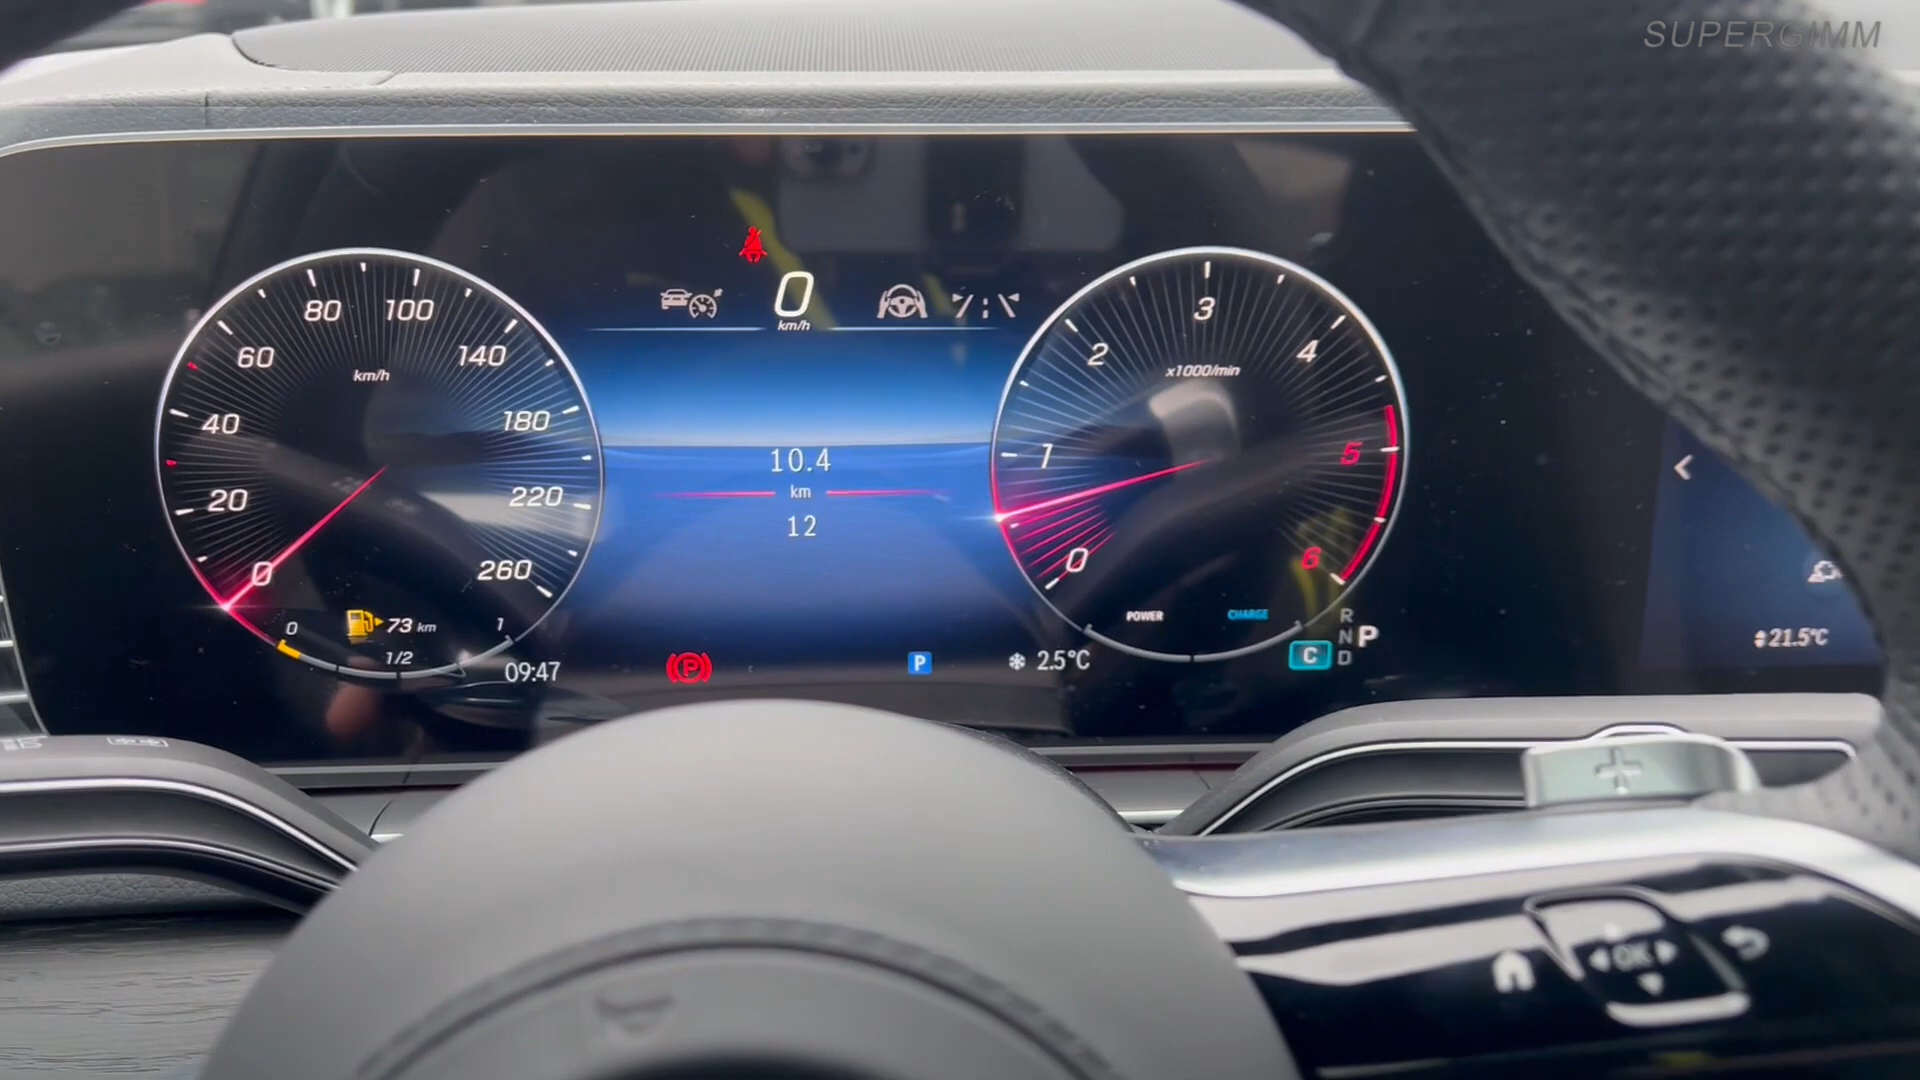 SUPERGIMM
80 100
60 140
km/h
40 180
20 220
0 260
0 73 km 1
1/2
09:47
0
km/h
10.4
km
12
P
P
2.5°C
3
2 4
x1000/min
1 5
0 6
POWER CHARGE
R
N P
C D
21.5°C
+
OK